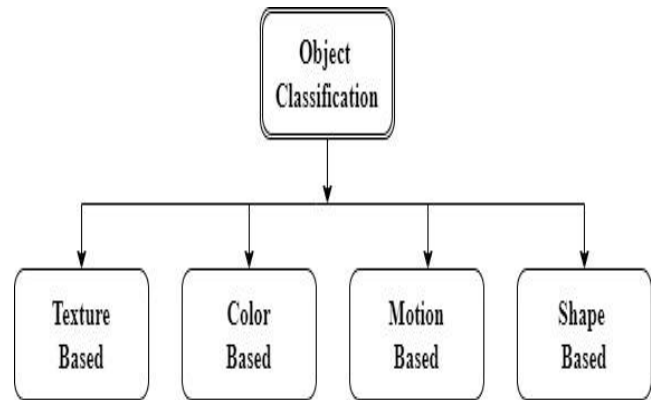 Object
Classification
Texture
Based
Color
Based
Motion
Based
Shape
Based